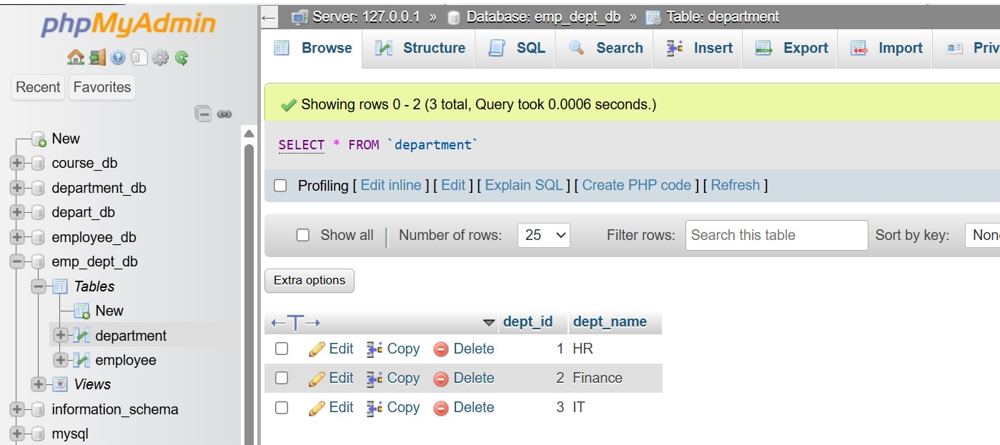 phpMyAdmin
Recent Favorites
New
course_db
department_db
depart_db
employee_db
emp_dept_db
Tables
New
department
employee
Views
information_schema
mysql
Server: 127.0.0.1 » Database: emp_dept_db » Table: department
Browse Structure SQL Search Insert Export Import Priv
Showing rows 0 - 2 (3 total, Query took 0.0006 seconds.)
SELECT * FROM `department`
Profiling [ Edit inline ] [ Edit ] [ Explain SQL ] [ Create PHP code ] [ Refresh ]
Show all | Number of rows: 25 Filter rows: Search this table Sort by key: Non
Extra options
←T→ dept_id dept_name
Edit Copy Delete 1 HR
Edit Copy Delete 2 Finance
Edit Copy Delete 3 IT